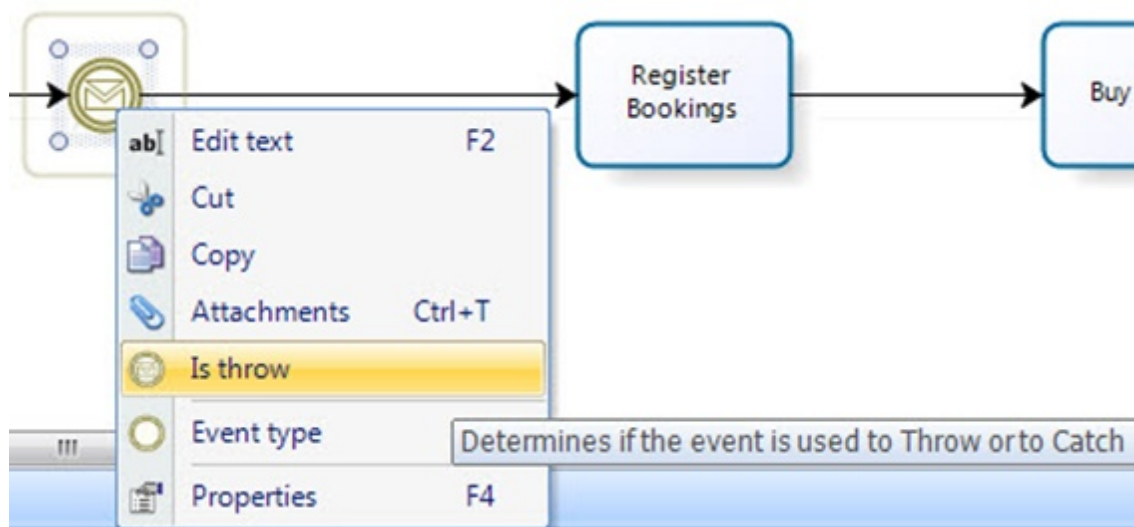 Register
Bookings
Buy
ab Edit text F2
Cut
Copy
Attachments Ctrl+T
Is throw
Event type
Determines if the event is used to Throw or to Catch
Properties F4